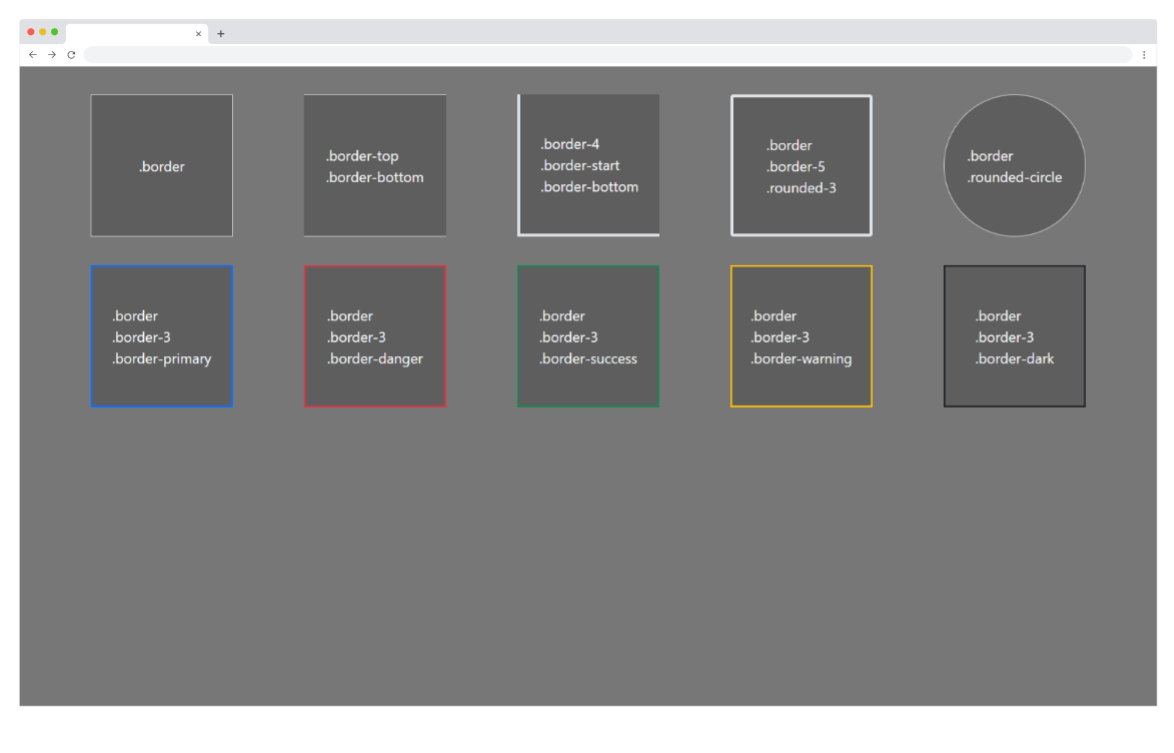 .border
.border-top
.border-bottom
.border-4
.border-start
.border-bottom
.border
.border-5
.rounded-3
.border
.rounded-circle
.border
.border-3
.border-primary
.border
.border-3
.border-danger
.border
.border-3
.border-success
.border
.border-3
.border-warning
.border
.border-3
.border-dark